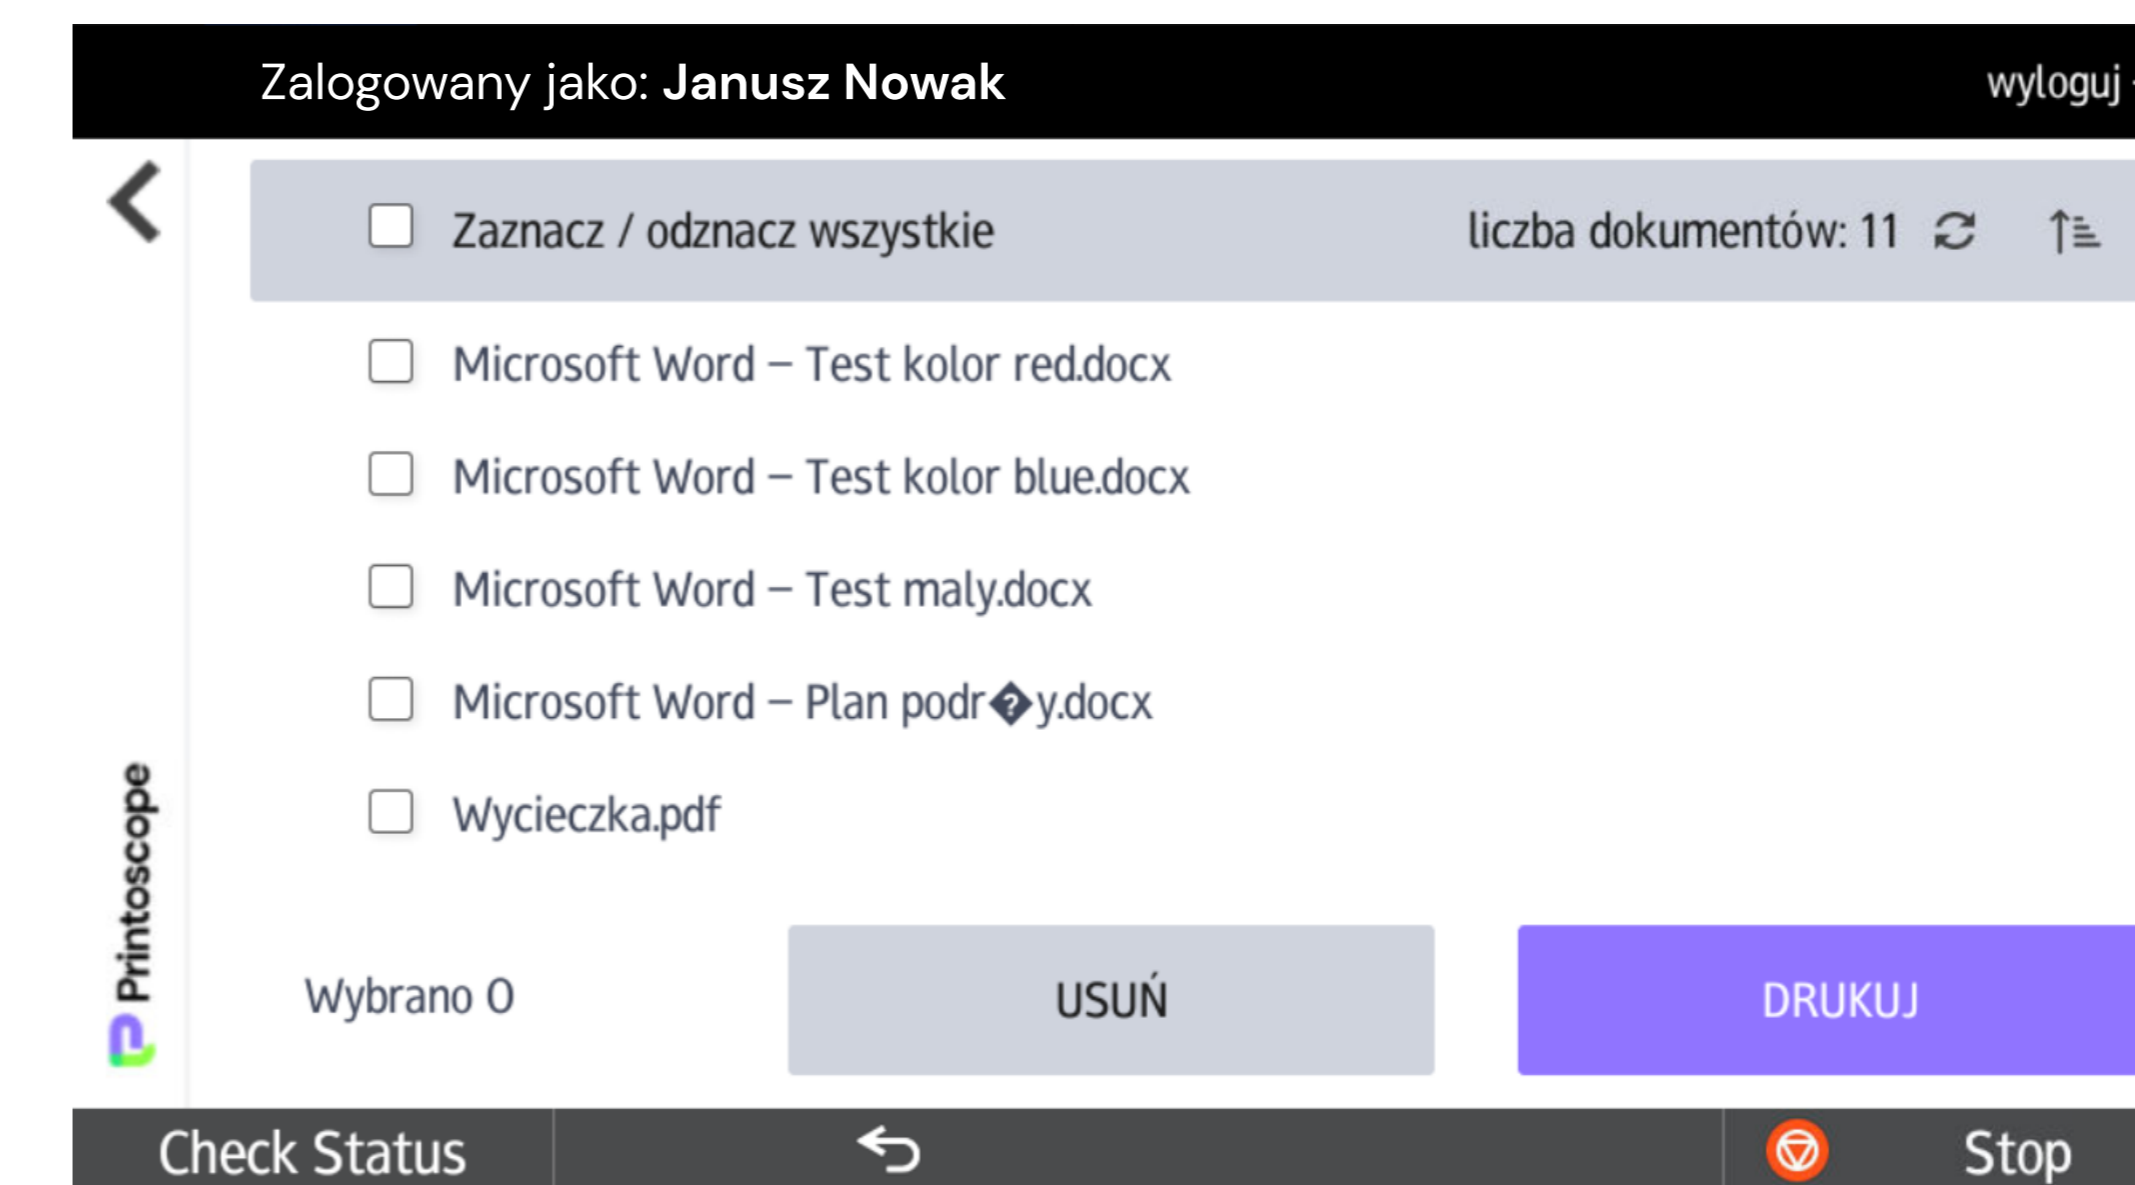 Zalogowany jako: Janusz Nowak
wyloguj
Zaznacz / odznacz wszystkie
liczba dokumentów: 11
Microsoft Word – Test kolor red.docx
Microsoft Word – Test kolor blue.docx
Microsoft Word – Test maly.docx
Microsoft Word – Plan podr�y.docx
Wycieczka.pdf
Printoscope
Wybrano 0
USUŃ
DRUKUJ
Check Status
Stop